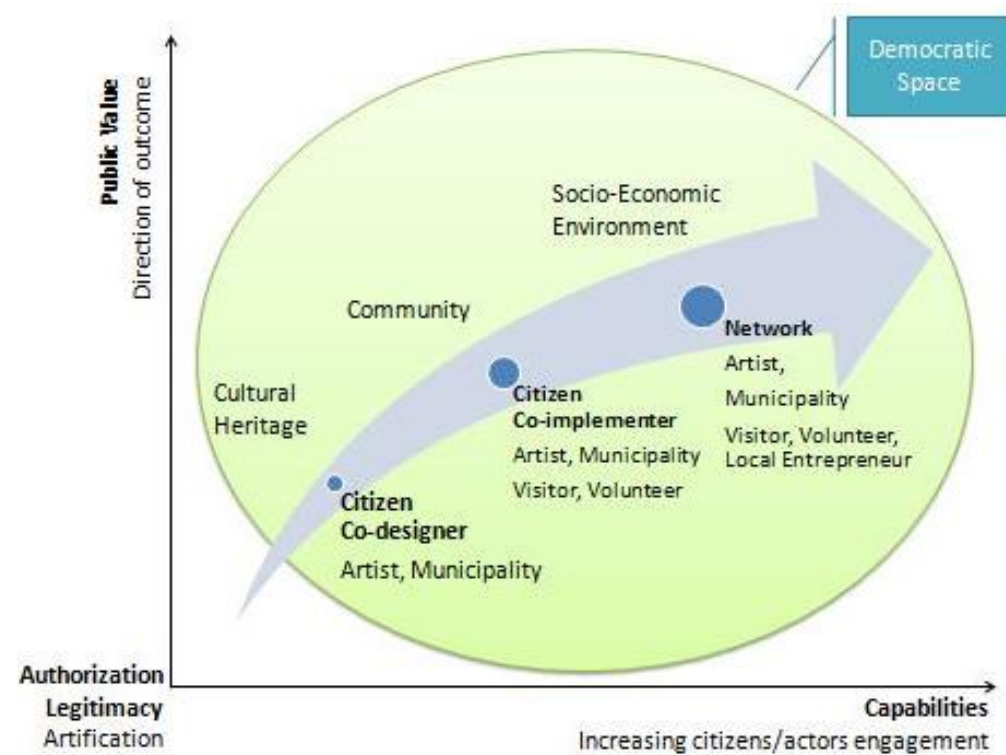 Democratic
Space
Public Value
Direction of outcome
Socio-Economic
Environment
Community
Cultural
Heritage
Network
Artist,
Municipality
Visitor, Volunteer,
Local Entrepreneur
Citizen
Co-implementer
Artist, Municipality
Visitor, Volunteer
Citizen
Co-designer
Artist, Municipality
Authorization
Legitimacy
Artification
Capabilities
Increasing citizens/actors engagement